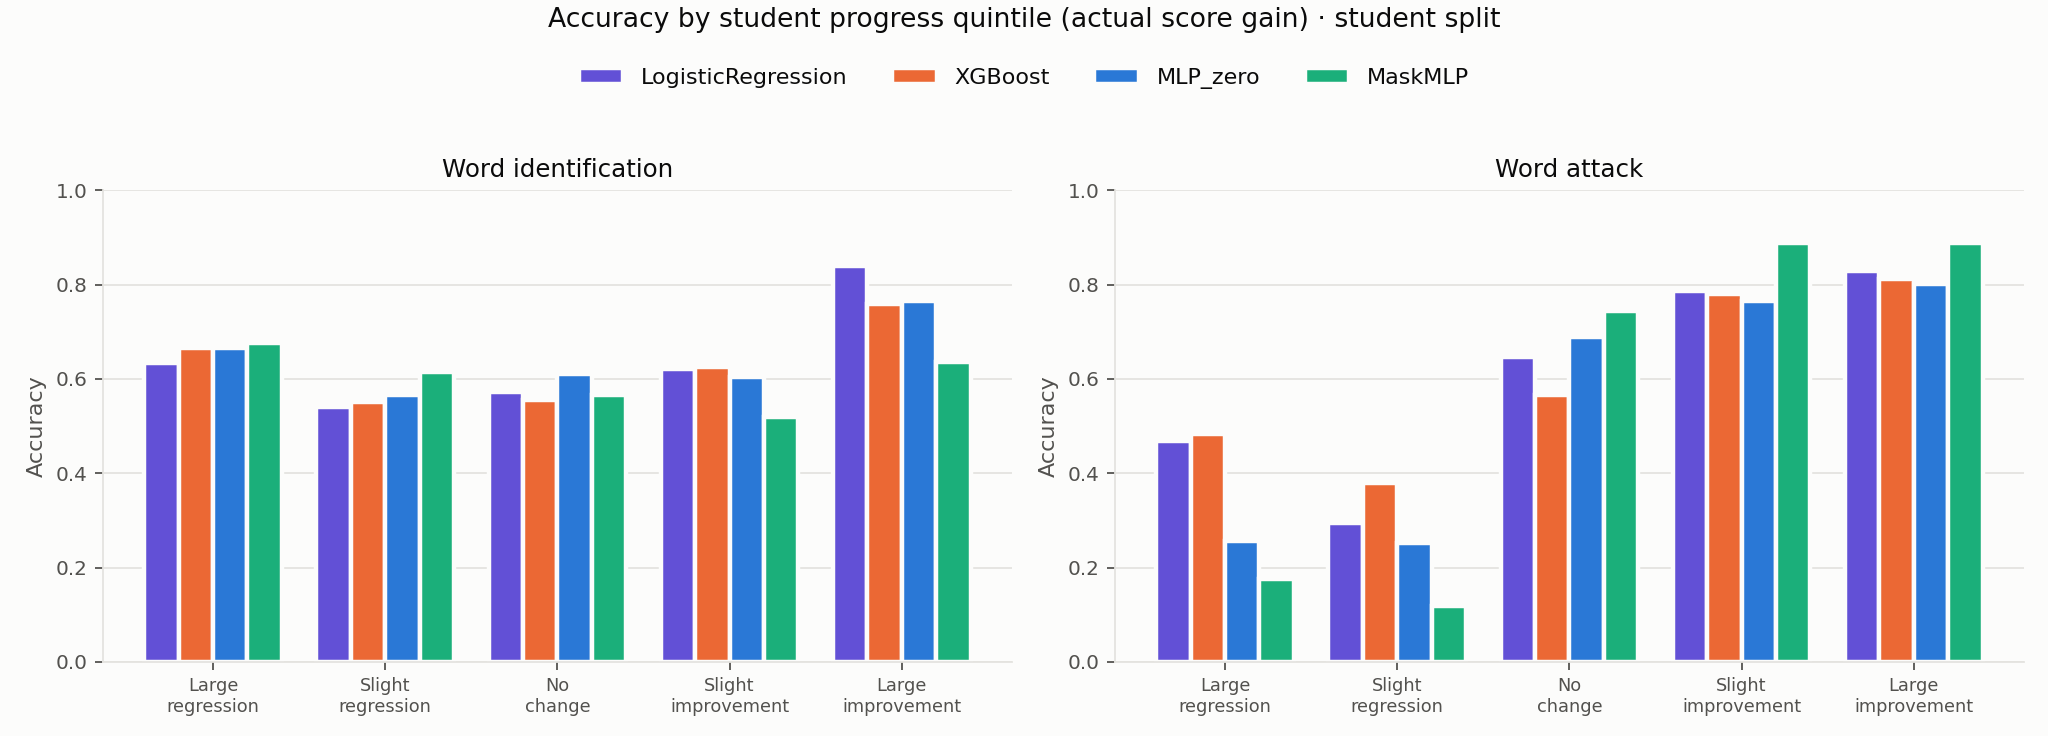 Accuracy by student progress quintile (actual score gain) · student split
LogisticRegression XGBoost MLP_zero MaskMLP
Word identification
Accuracy
1.0
0.8
0.6
0.4
0.2
0.0
Large regression
Slight regression
No change
Slight improvement
Large improvement
Word attack
Accuracy
1.0
0.8
0.6
0.4
0.2
0.0
Large regression
Slight regression
No change
Slight improvement
Large improvement